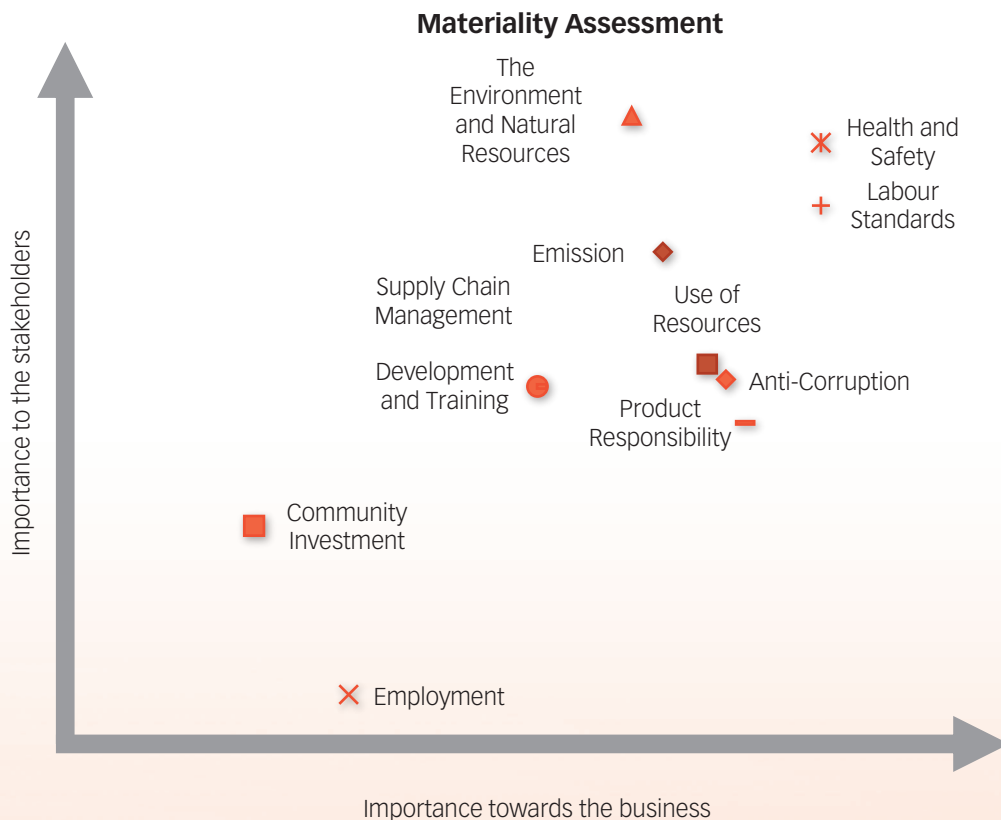 Materiality Assessment
The
Environment
and Natural
Resources
Health and
Safety
Labour
Standards
Emission
Supply Chain
Management
Use of
Resources
Development
and Training
Anti-Corruption
Product
Responsibility
Community
Investment
Employment
Importance to the stakeholders
Importance towards the business